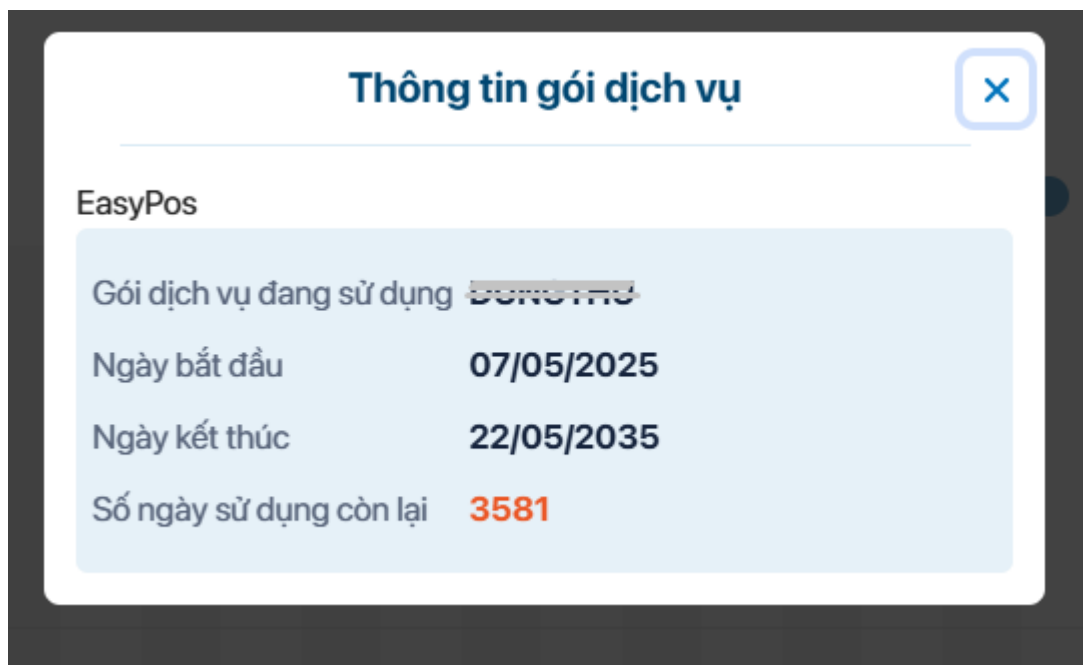 Thông tin gói dịch vụ
EasyPos
Gói dịch vụ đang sử dụng
Ngày bắt đầu 07/05/2025
Ngày kết thúc 22/05/2035
Số ngày sử dụng còn lại 3581